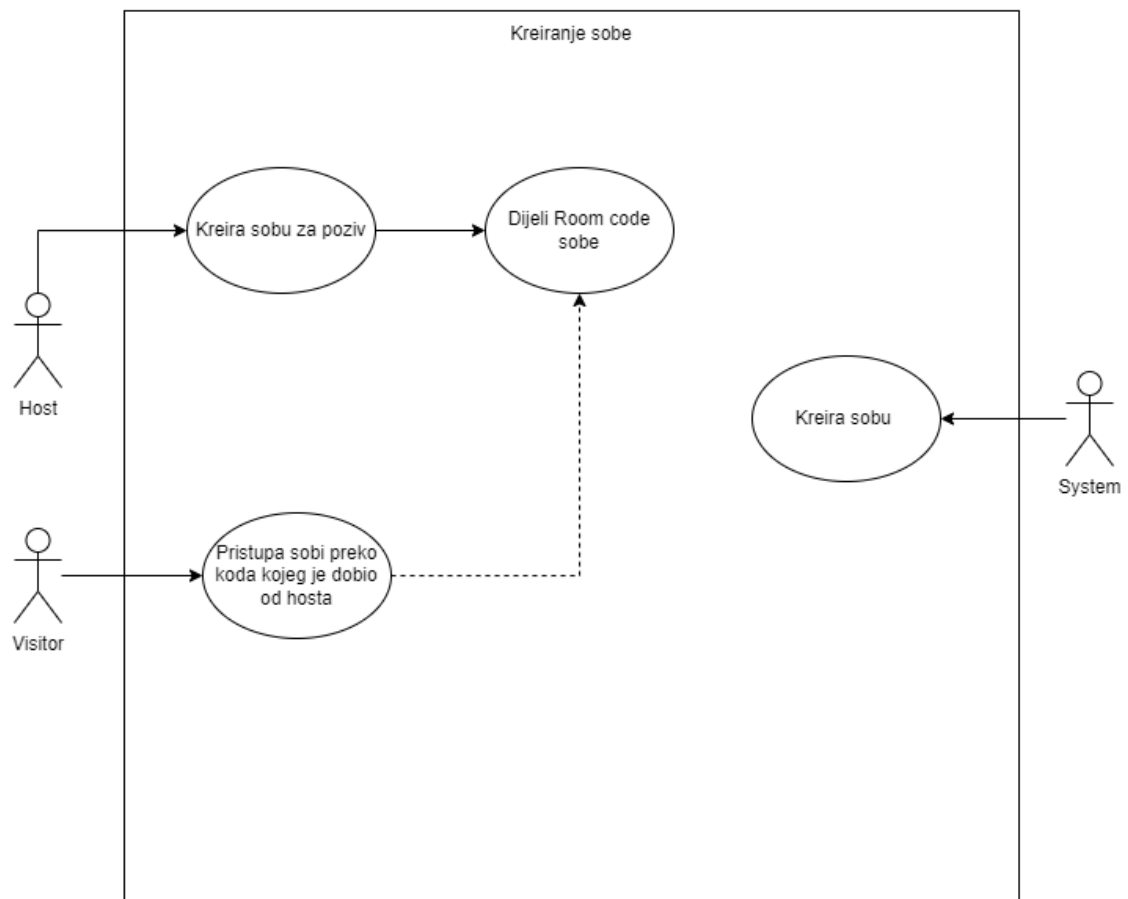 Kreiranje sobe
Kreira sobu za poziv
Dijeli Room code
sobe
Host
Kreira sobu
System
Pristupa sobi preko
koda kojeg je dobio
od hosta
Visitor